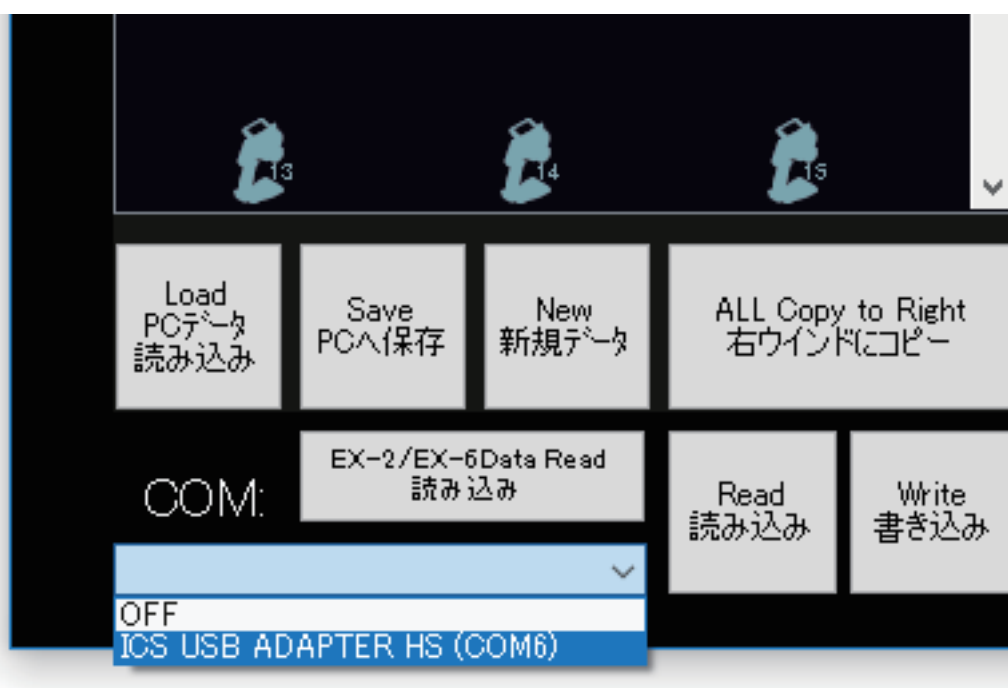 13
14
15
Load
PCデータ
読み込み
Save
PCへ保存
New
新規データ
ALL Copy to Right
右ウインドにコピー
COM:
EX-2/EX-6Data Read
読み込み
Read
読み込み
Write
書き込み
OFF
ICS USB ADAPTER HS (COM6)